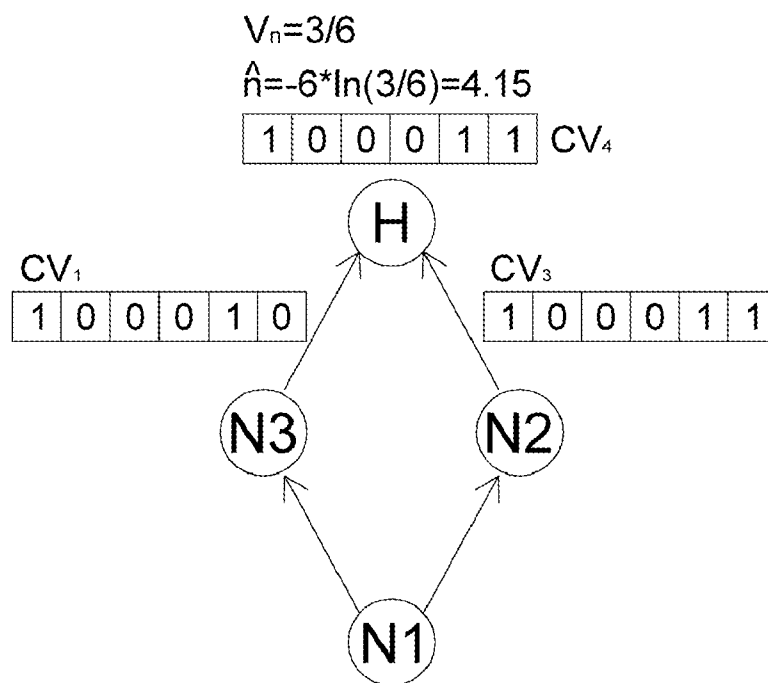 Vₙ=3/6
n̂=-6*ln(3/6)=4.15
1 0 0 0 1 1 CV₄
H
CV₁ CV₃
1 0 0 0 1 0 1 0 0 0 1 1
N3 N2
N1